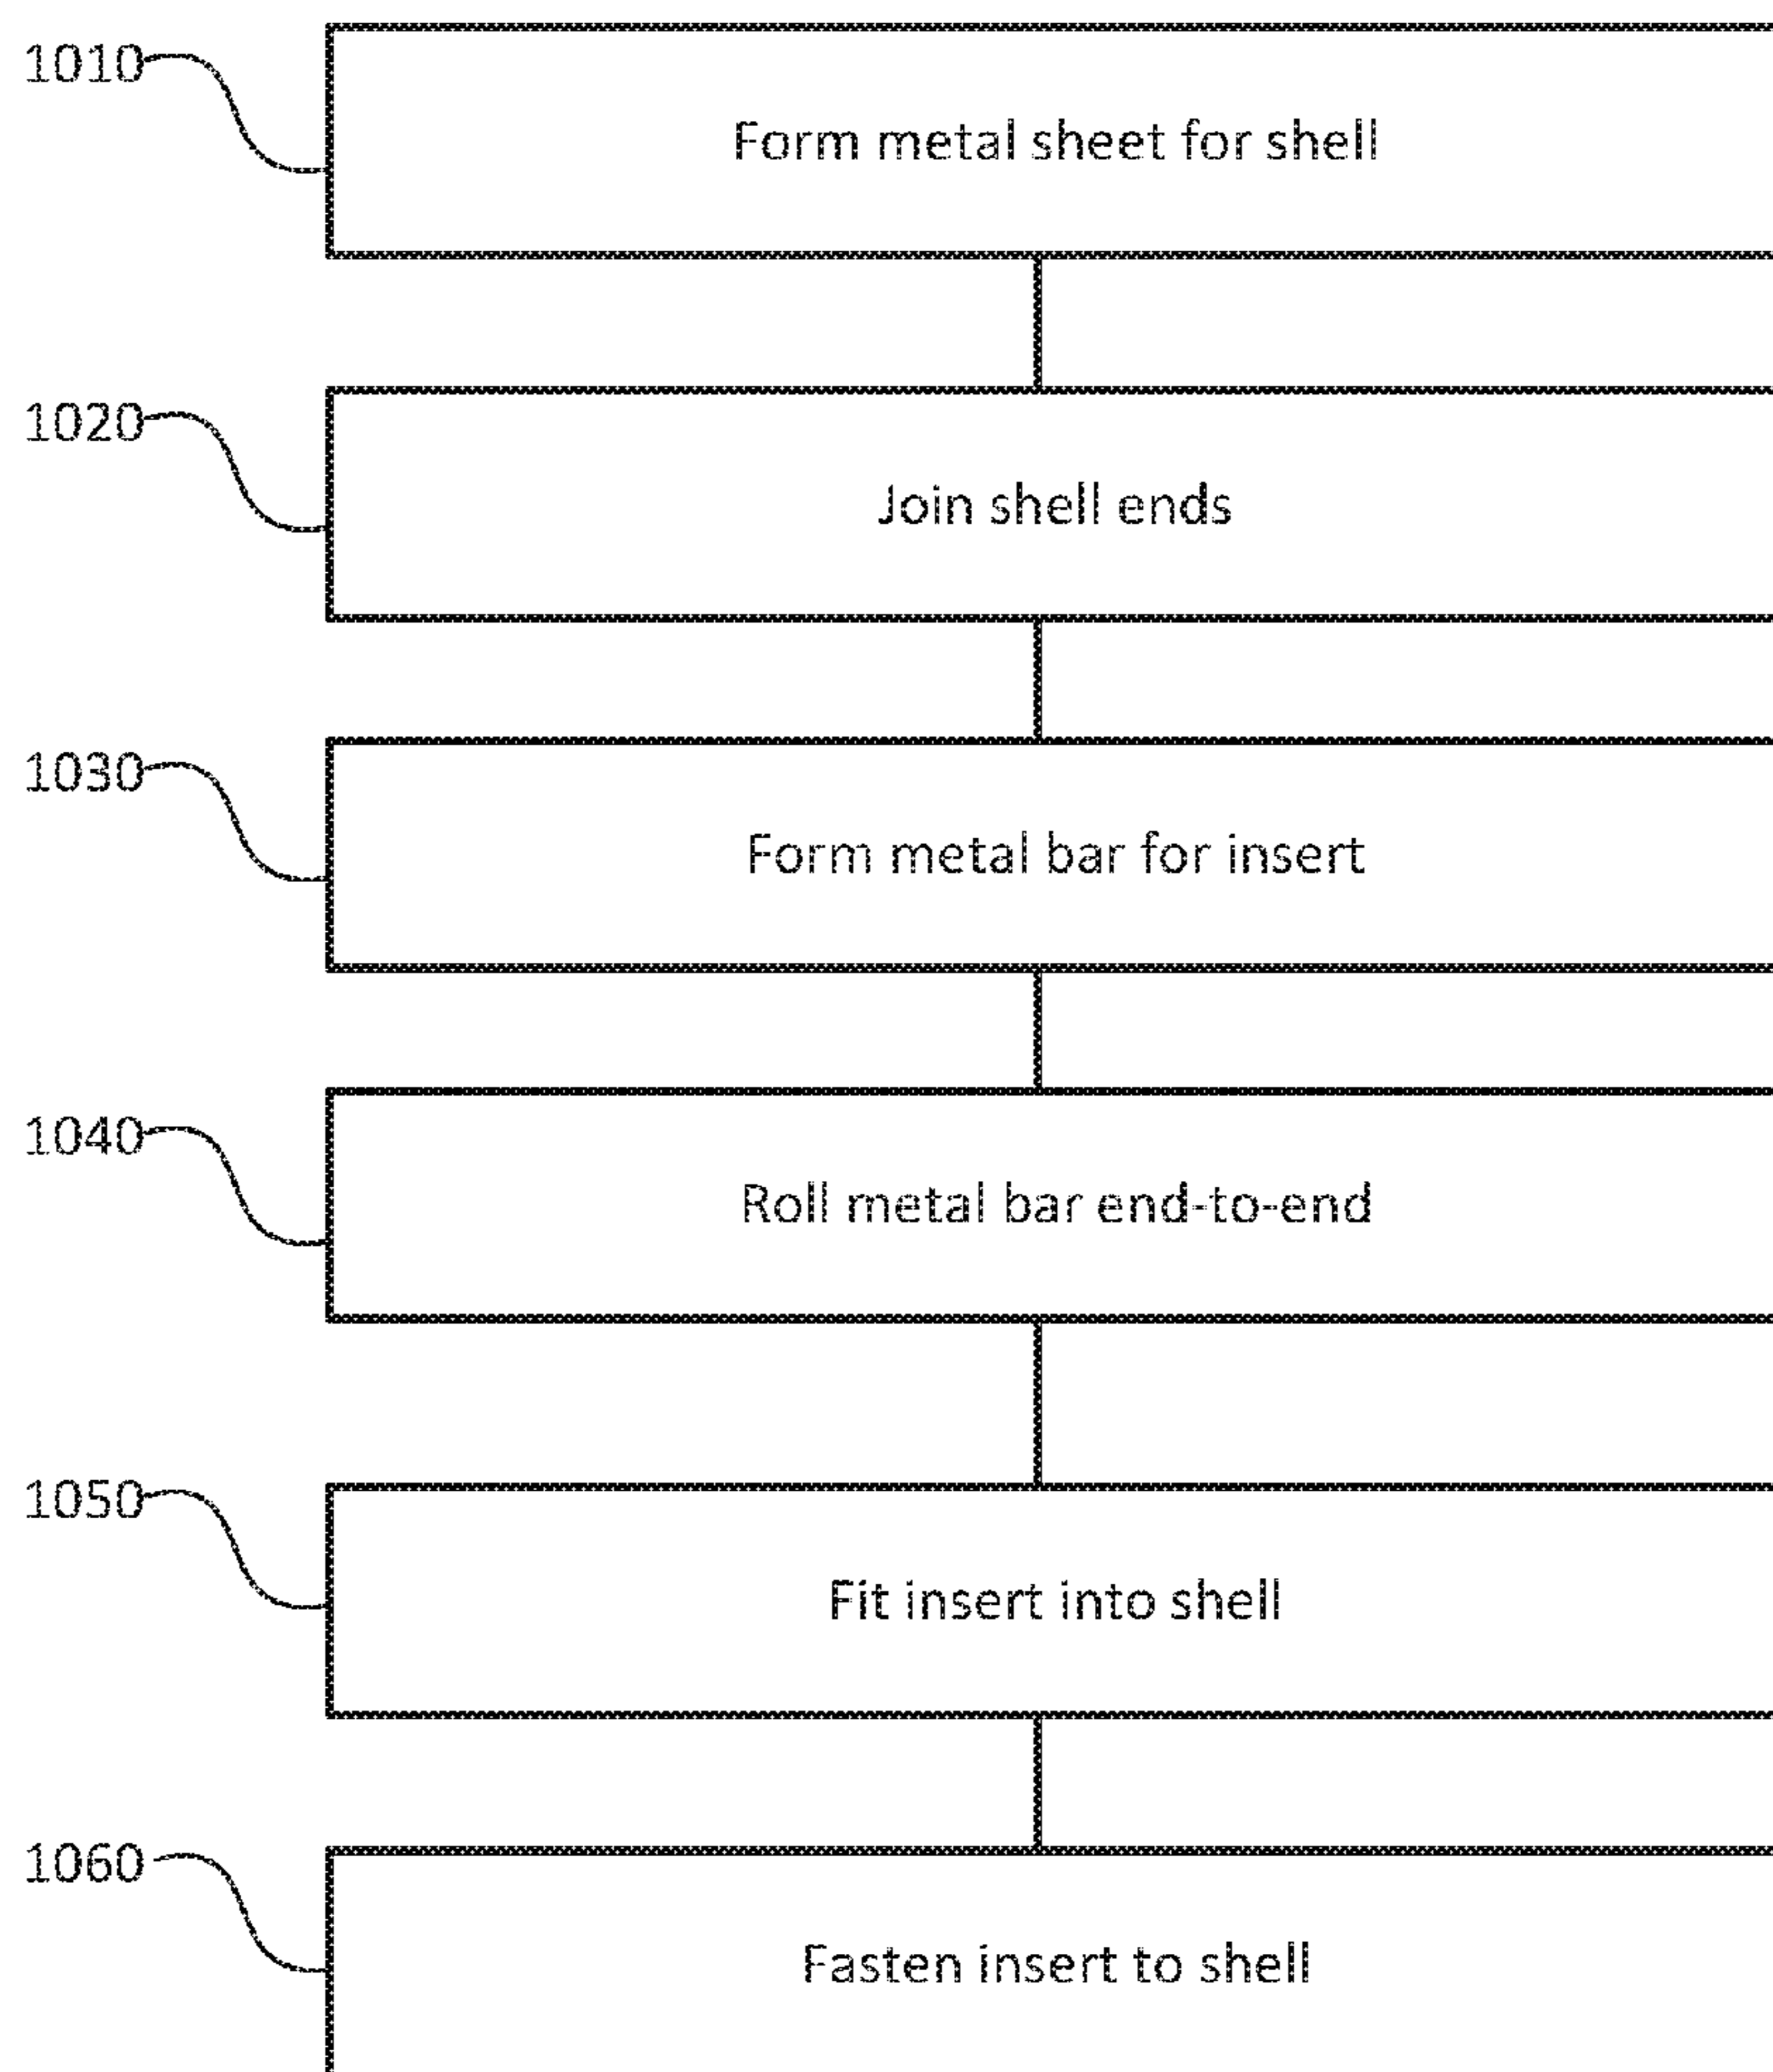 1010
Form metal sheet for shell
1020
Join shell ends
1030
Form metal bar for insert
1040
Roll metal bar end-to-end
1050
Fit insert into shell
1060
Fasten insert to shell